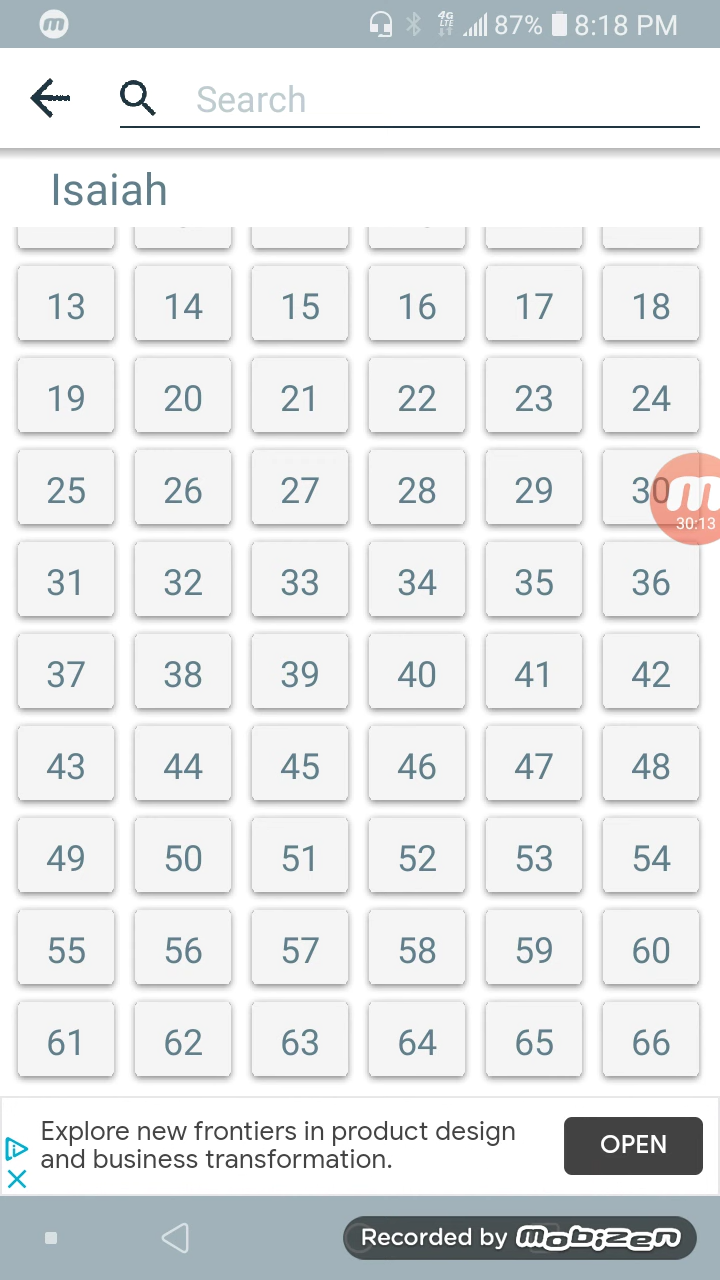 4G
LTE
87%
8:18 PM
Search
Isaiah
13 14 15 16 17 18
19 20 21 22 23 24
25 26 27 28 29 30
30:13
31 32 33 34 35 36
37 38 39 40 41 42
43 44 45 46 47 48
49 50 51 52 53 54
55 56 57 58 59 60
61 62 63 64 65 66
Explore new frontiers in product design
and business transformation.
OPEN
Recorded by mobizen